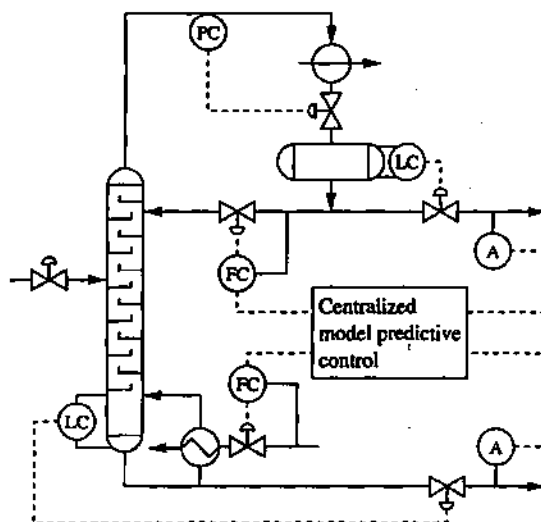 PC
LC
A
FC
Centralized
model predictive
control
FC
LC
A